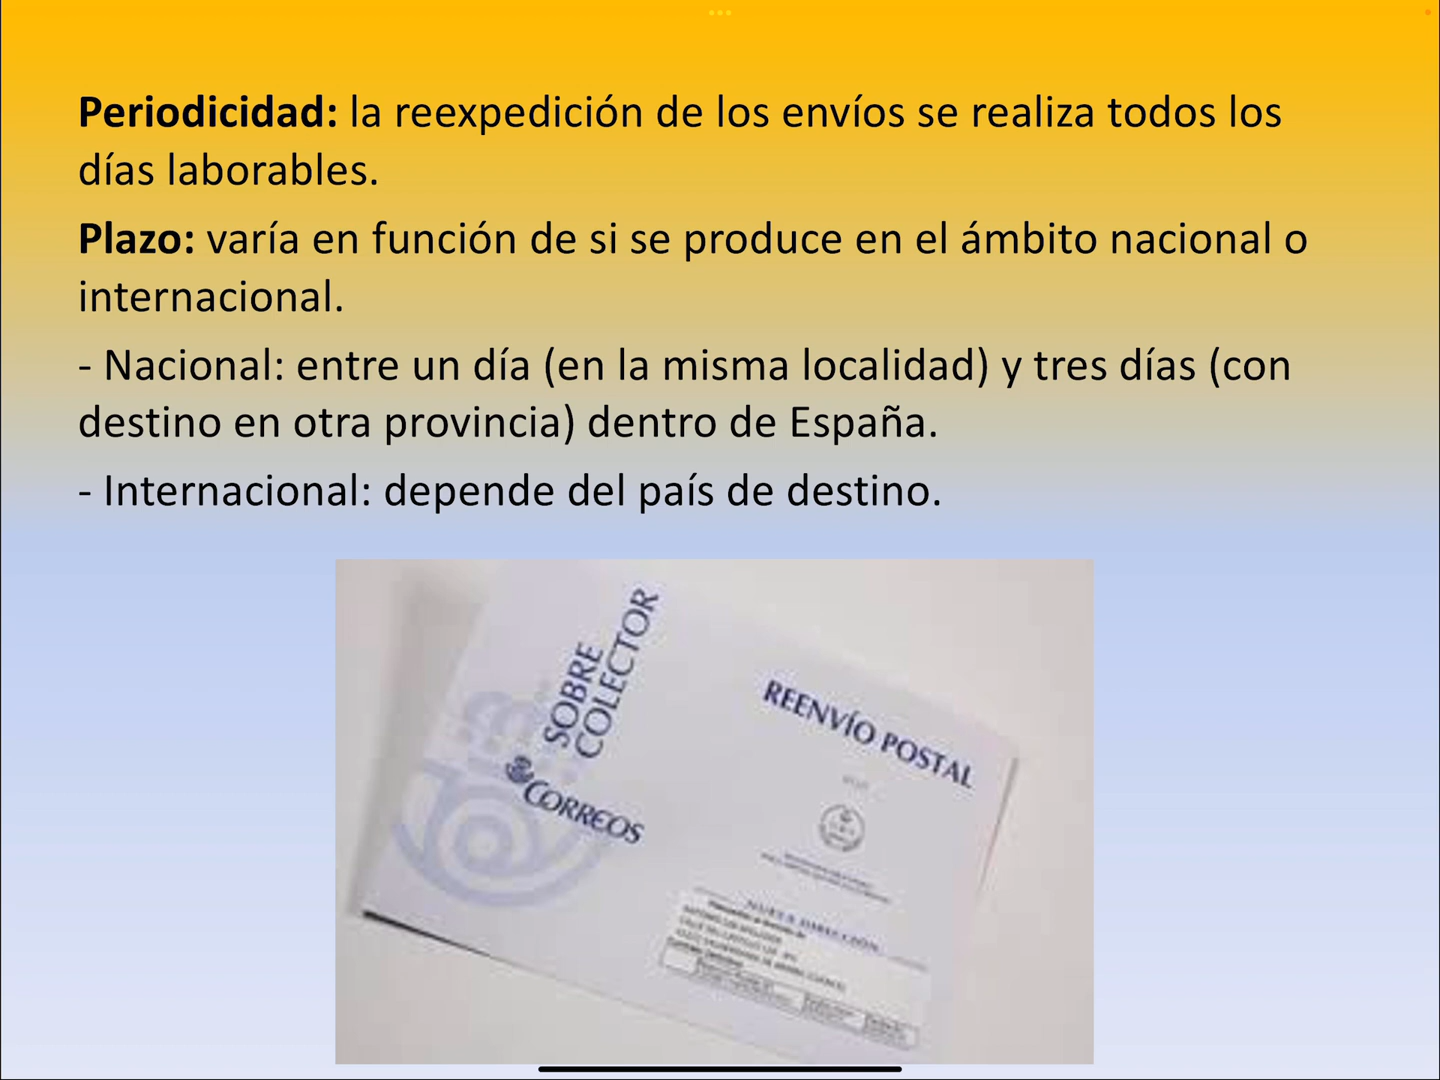 Periodicidad: la reexpedición de los envíos se realiza todos los
días laborables.
Plazo: varía en función de si se produce en el ámbito nacional o
internacional.
- Nacional: entre un día (en la misma localidad) y tres días (con
destino en otra provincia) dentro de España.
- Internacional: depende del país de destino.
SOBRE
COLECTOR
CORREOS
REENVÍO POSTAL
NUEVA DIRECCIÓN